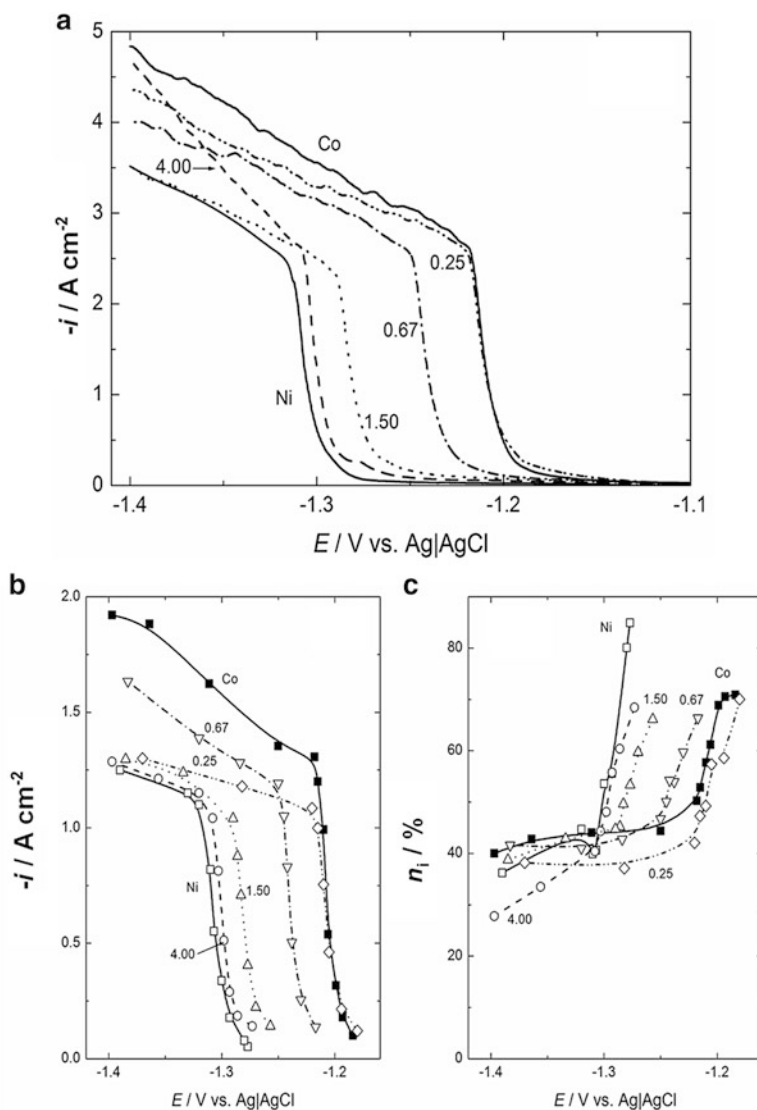 a
5
4
3
2
1
0
-i / A cm-2
Co
4.00
0.25
0.67
Ni
1.50
-1.4
-1.3
-1.2
-1.1
E / V vs. Ag|AgCl
b
2.0
1.5
1.0
0.5
0.0
-i / A cm-2
Co
0.67
0.25
Ni
1.50
4.00
-1.4
-1.3
-1.2
E / V vs. Ag|AgCl
c
80
60
40
20
0
ni / %
Ni
1.50
0.67
Co
0.25
4.00
-1.4
-1.3
-1.2
E / V vs. Ag|AgCl